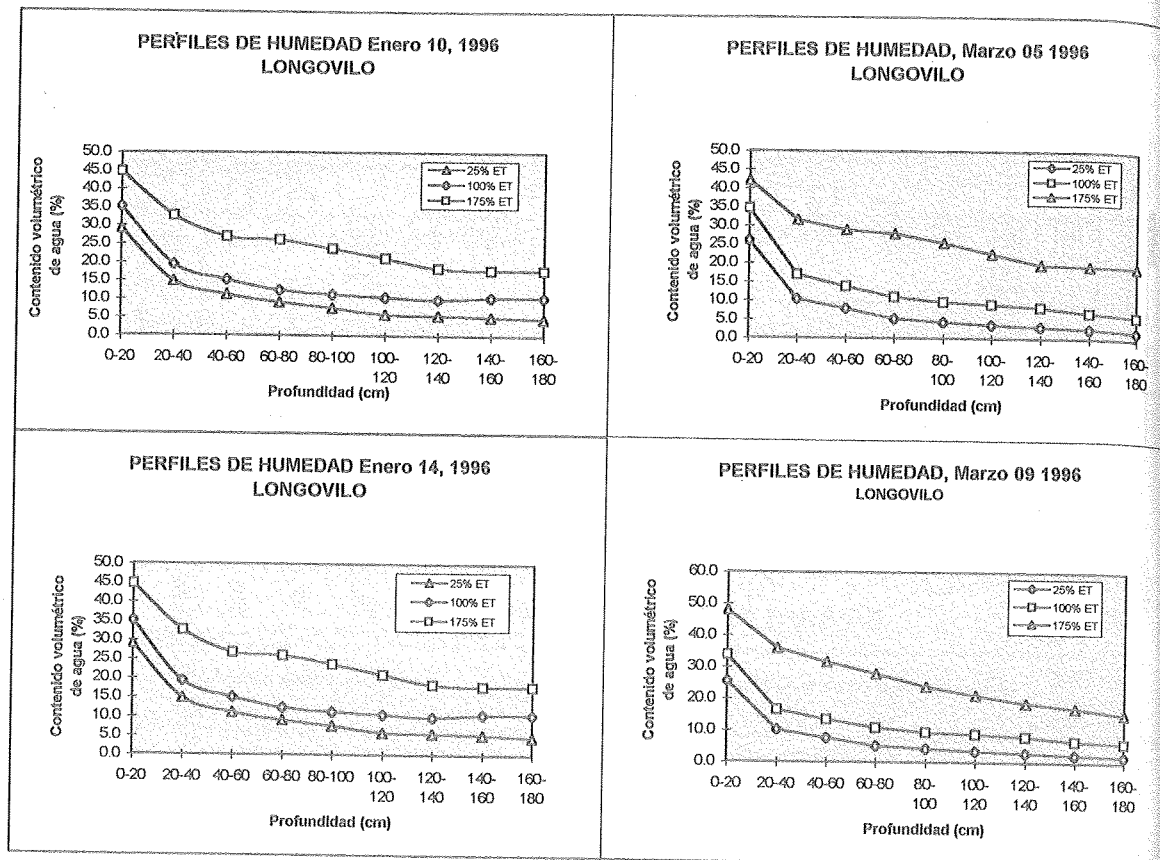 PERFILES DE HUMEDAD Enero 10, 1996
LONGOVILO
Contenido volumétrico
de agua (%)
50.0
45.0
40.0
35.0
30.0
25.0
20.0
15.0
10.0
5.0
0.0
25% ET
100% ET
175% ET
0-20 20-40 40-60 60-80 80-100 100- 120- 140- 160-
120 140 160 180
Profundidad (cm)
PERFILES DE HUMEDAD, Marzo 05 1996
LONGOVILO
Contenido volumétrico
de agua (%)
50.0
45.0
40.0
35.0
30.0
25.0
20.0
15.0
10.0
5.0
0.0
25% ET
100% ET
175% ET
0-20 20-40 40-60 60-80 80- 100- 120- 140- 160-
100 120 140 160 180
Profundidad (cm)
PERFILES DE HUMEDAD Enero 14, 1996
LONGOVILO
Contenido volumétrico
de agua (%)
50.0
45.0
40.0
35.0
30.0
25.0
20.0
15.0
10.0
5.0
0.0
25% ET
100% ET
175% ET
0-20 20-40 40-60 60-80 80-100 100- 120- 140- 160-
120 140 160 180
Profundidad (cm)
PERFILES DE HUMEDAD, Marzo 09 1996
LONGOVILO
Contenido volumétrico
de agua (%)
60.0
50.0
40.0
30.0
20.0
10.0
0.0
25% ET
100% ET
175% ET
0-20 20-40 40-60 60-80 80- 100- 120- 140- 160-
100 120 140 160 180
Profundidad (cm)